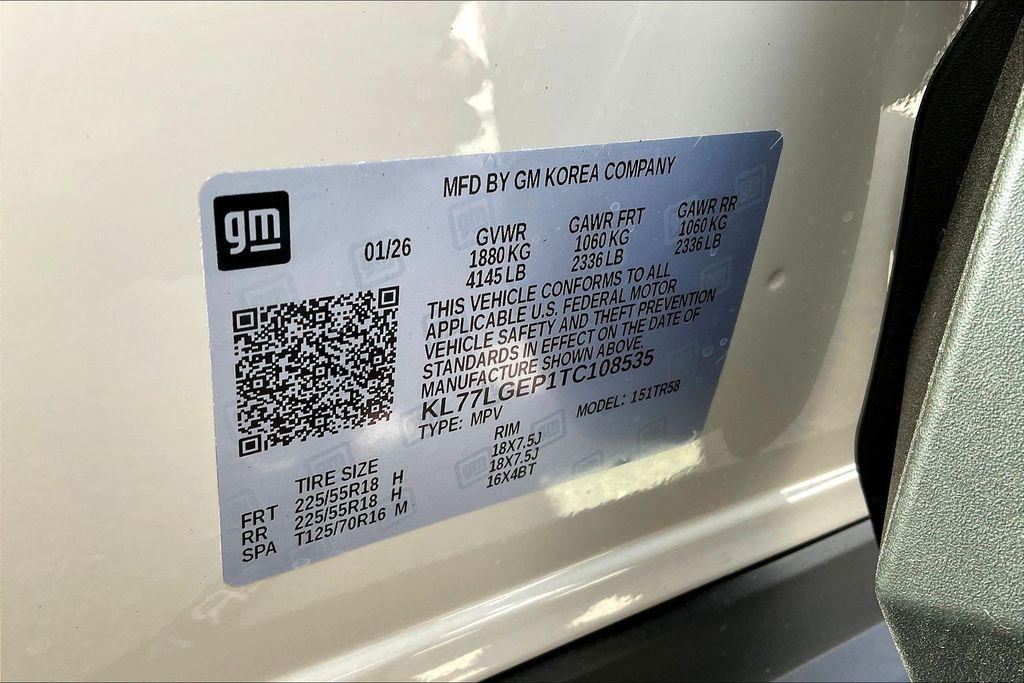 MFD BY GM KOREA COMPANY
gm
01/26
GVWR
1880 KG
4145 LB
GAWR FRT
1060 KG
2336 LB
GAWR RR
1060 KG
2336 LB
THIS VEHICLE CONFORMS TO ALL
APPLICABLE U.S. FEDERAL MOTOR
VEHICLE SAFETY AND THEFT PREVENTION
STANDARDS IN EFFECT ON THE DATE OF
MANUFACTURE SHOWN ABOVE.
KL77LGEP1TC108535
TYPE: MPV MODEL: 151TR58
TIRE SIZE RIM
FRT 225/55R18 H 18X7.5J
RR 225/55R18 H 18X7.5J
SPA T125/70R16 M 16X4BT